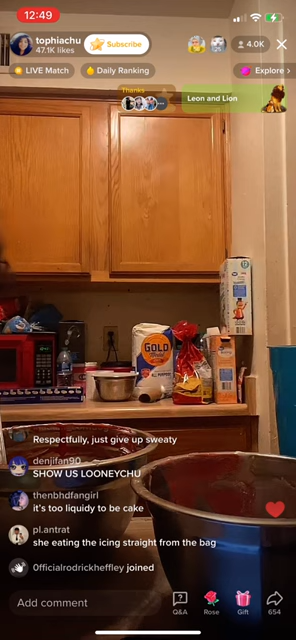 12:49
tophiachu
47.1K likes
Subscribe
4.0K
LIVE Match
Daily Ranking
Explore >
Thanks
Leon and Lion
GOLD
Medal
Respectfully, just give up sweaty
denjifan90
SHOW US LOONEYCHU
thenbhdfangirl
it's too liquidy to be cake
pl.antrat
she eating the icing straight from the bag
0fficialrodrickheffley joined
Add comment
Q&A
Rose
Gift
654